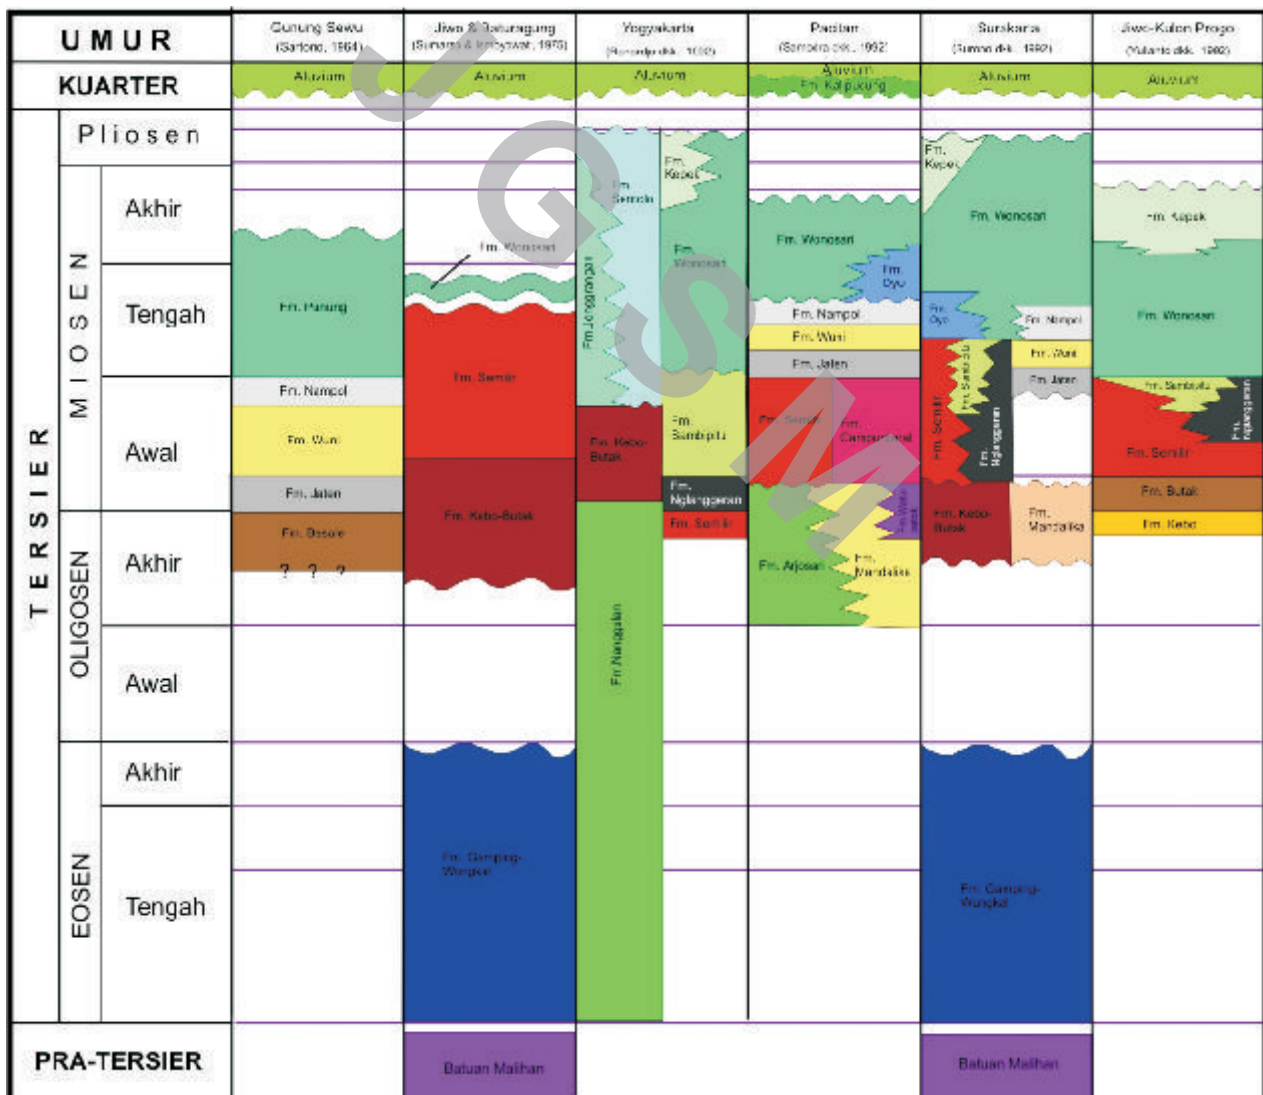 UMUR
Gunung Sewu
(Sartono, 1964)
Jiwo & Baturagung
Yogyakarta
Pacitan
Surakarta
Jiwo-Kulon Progo
KUARTER
Aluvium
Aluvium
Aluvium
Aluvium
Aluvium
Aluvium
TERSIER
Pliosen
MIOSEN
Akhir
Tengah
Awal
OLIGOSEN
Akhir
Awal
EOSEN
Akhir
Tengah
PRA-TERSIER
Fm. Punung
Fm. Nampol
Fm. Wuni
Fm. Jaten
Fm. Besole
? ? ?
Fm. Wonosari
Fm. Semilir
Fm. Kebo-Butak
Fm. Gamping-
Wungkal
Batuan Malihan
Fm.
Sentolo
Fm. Jonggrangan
Fm. Kebo-
Butak
Fm. Nanggulan
Fm.
Kepek
Fm.
Wonosari
Fm.
Sambipitu
Fm.
Nglanggeran
Fm. Semilir
Fm. Wonosari
Fm.
Oyo
Fm. Nampol
Fm. Wuni
Fm. Jaten
Fm. Semilir
Fm.
Fm. Arjosari
Fm.
Mandalika
Fm.
Kepek
Fm. Wonosari
Fm.
Oyo
Fm. Nampol
Fm. Wuni
Fm. Jaten
Fm. Semilir
Fm. Sambipitu
Fm.
Nglanggeran
Fm. Kebo-
Butak
Fm.
Mandalika
Fm. Gamping-
Wungkal
Batuan Malihan
Fm. Kepek
Fm. Wonosari
Fm. Sambipitu
Fm.
Nglanggeran
Fm. Semilir
Fm. Butak
Fm. Kebo
JGSM